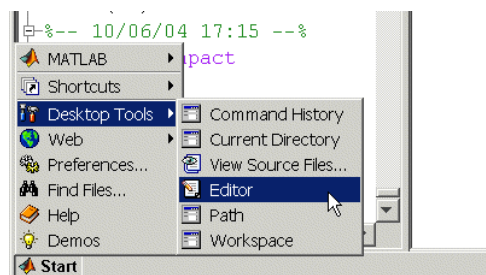 %-- 10/06/04 17:15 --%
MATLAB
pact
Shortcuts
Desktop Tools
Command History
Web
Current Directory
Preferences...
View Source Files...
Find Files...
Editor
Help
Path
Demos
Workspace
Start